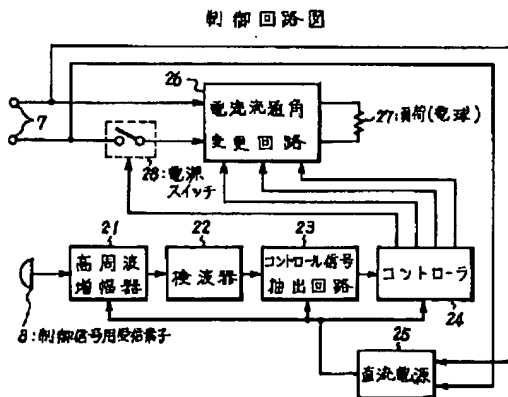 制御回路図
26
電流流通角
変更回路
27:負荷(電球)
7
28:電源
スイッチ
21
22
23
高周波
増幅器
検波器
コントロール信号
抽出回路
コントローラ
24
8:制御信号用受信素子
25
直流電源